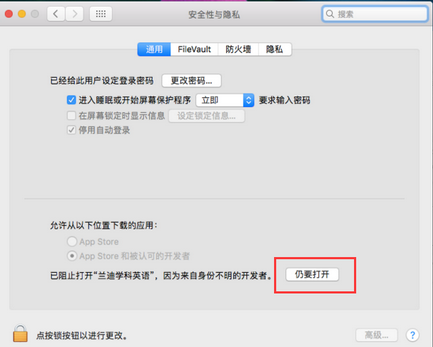 安全性与隐私
搜索
通用 FileVault 防火墙 隐私
已经给此用户设定登录密码 更改密码...
进入睡眠或开始屏幕保护程序 立即 要求输入密码
在屏幕锁定时显示信息 设定锁定信息...
停用自动登录
允许从以下位置下载的应用：
App Store
App Store 和被认可的开发者
已阻止打开“兰迪学科英语”，因为来自身份不明的开发者。 仍要打开
点按锁按钮以进行更改。 高级... ?